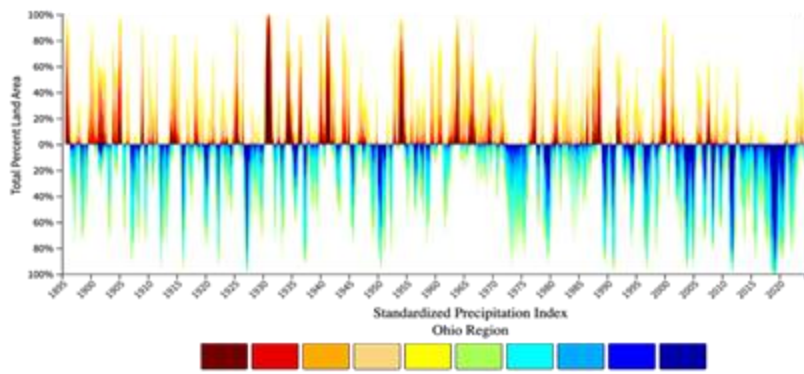 Total Percent Land Area
100%
80%
60%
40%
20%
0%
20%
40%
60%
80%
100%
1895 1900 1905 1910 1915 1920 1925 1930 1935 1940 1945 1950 1955 1960 1965 1970 1975 1980 1985 1990 1995 2000 2005 2010 2015 2020
Standardized Precipitation Index
Ohio Region